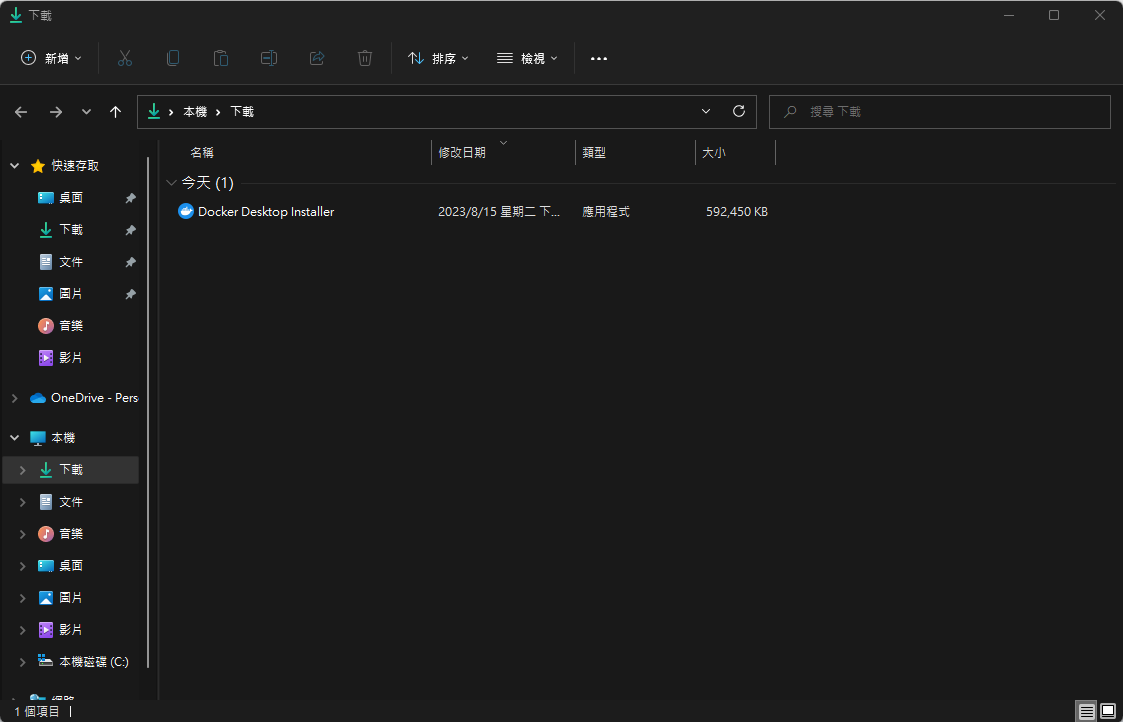 下載
新增
排序
檢視
本機 › 下載
搜尋 下載
名稱 修改日期 類型 大小
今天 (1)
Docker Desktop Installer 2023/8/15 星期二 下... 應用程式 592,450 KB
快速存取
桌面
下載
文件
圖片
音樂
影片
OneDrive - Pers
本機
下載
文件
音樂
桌面
圖片
影片
本機磁碟 (C:)
網路
1 個項目